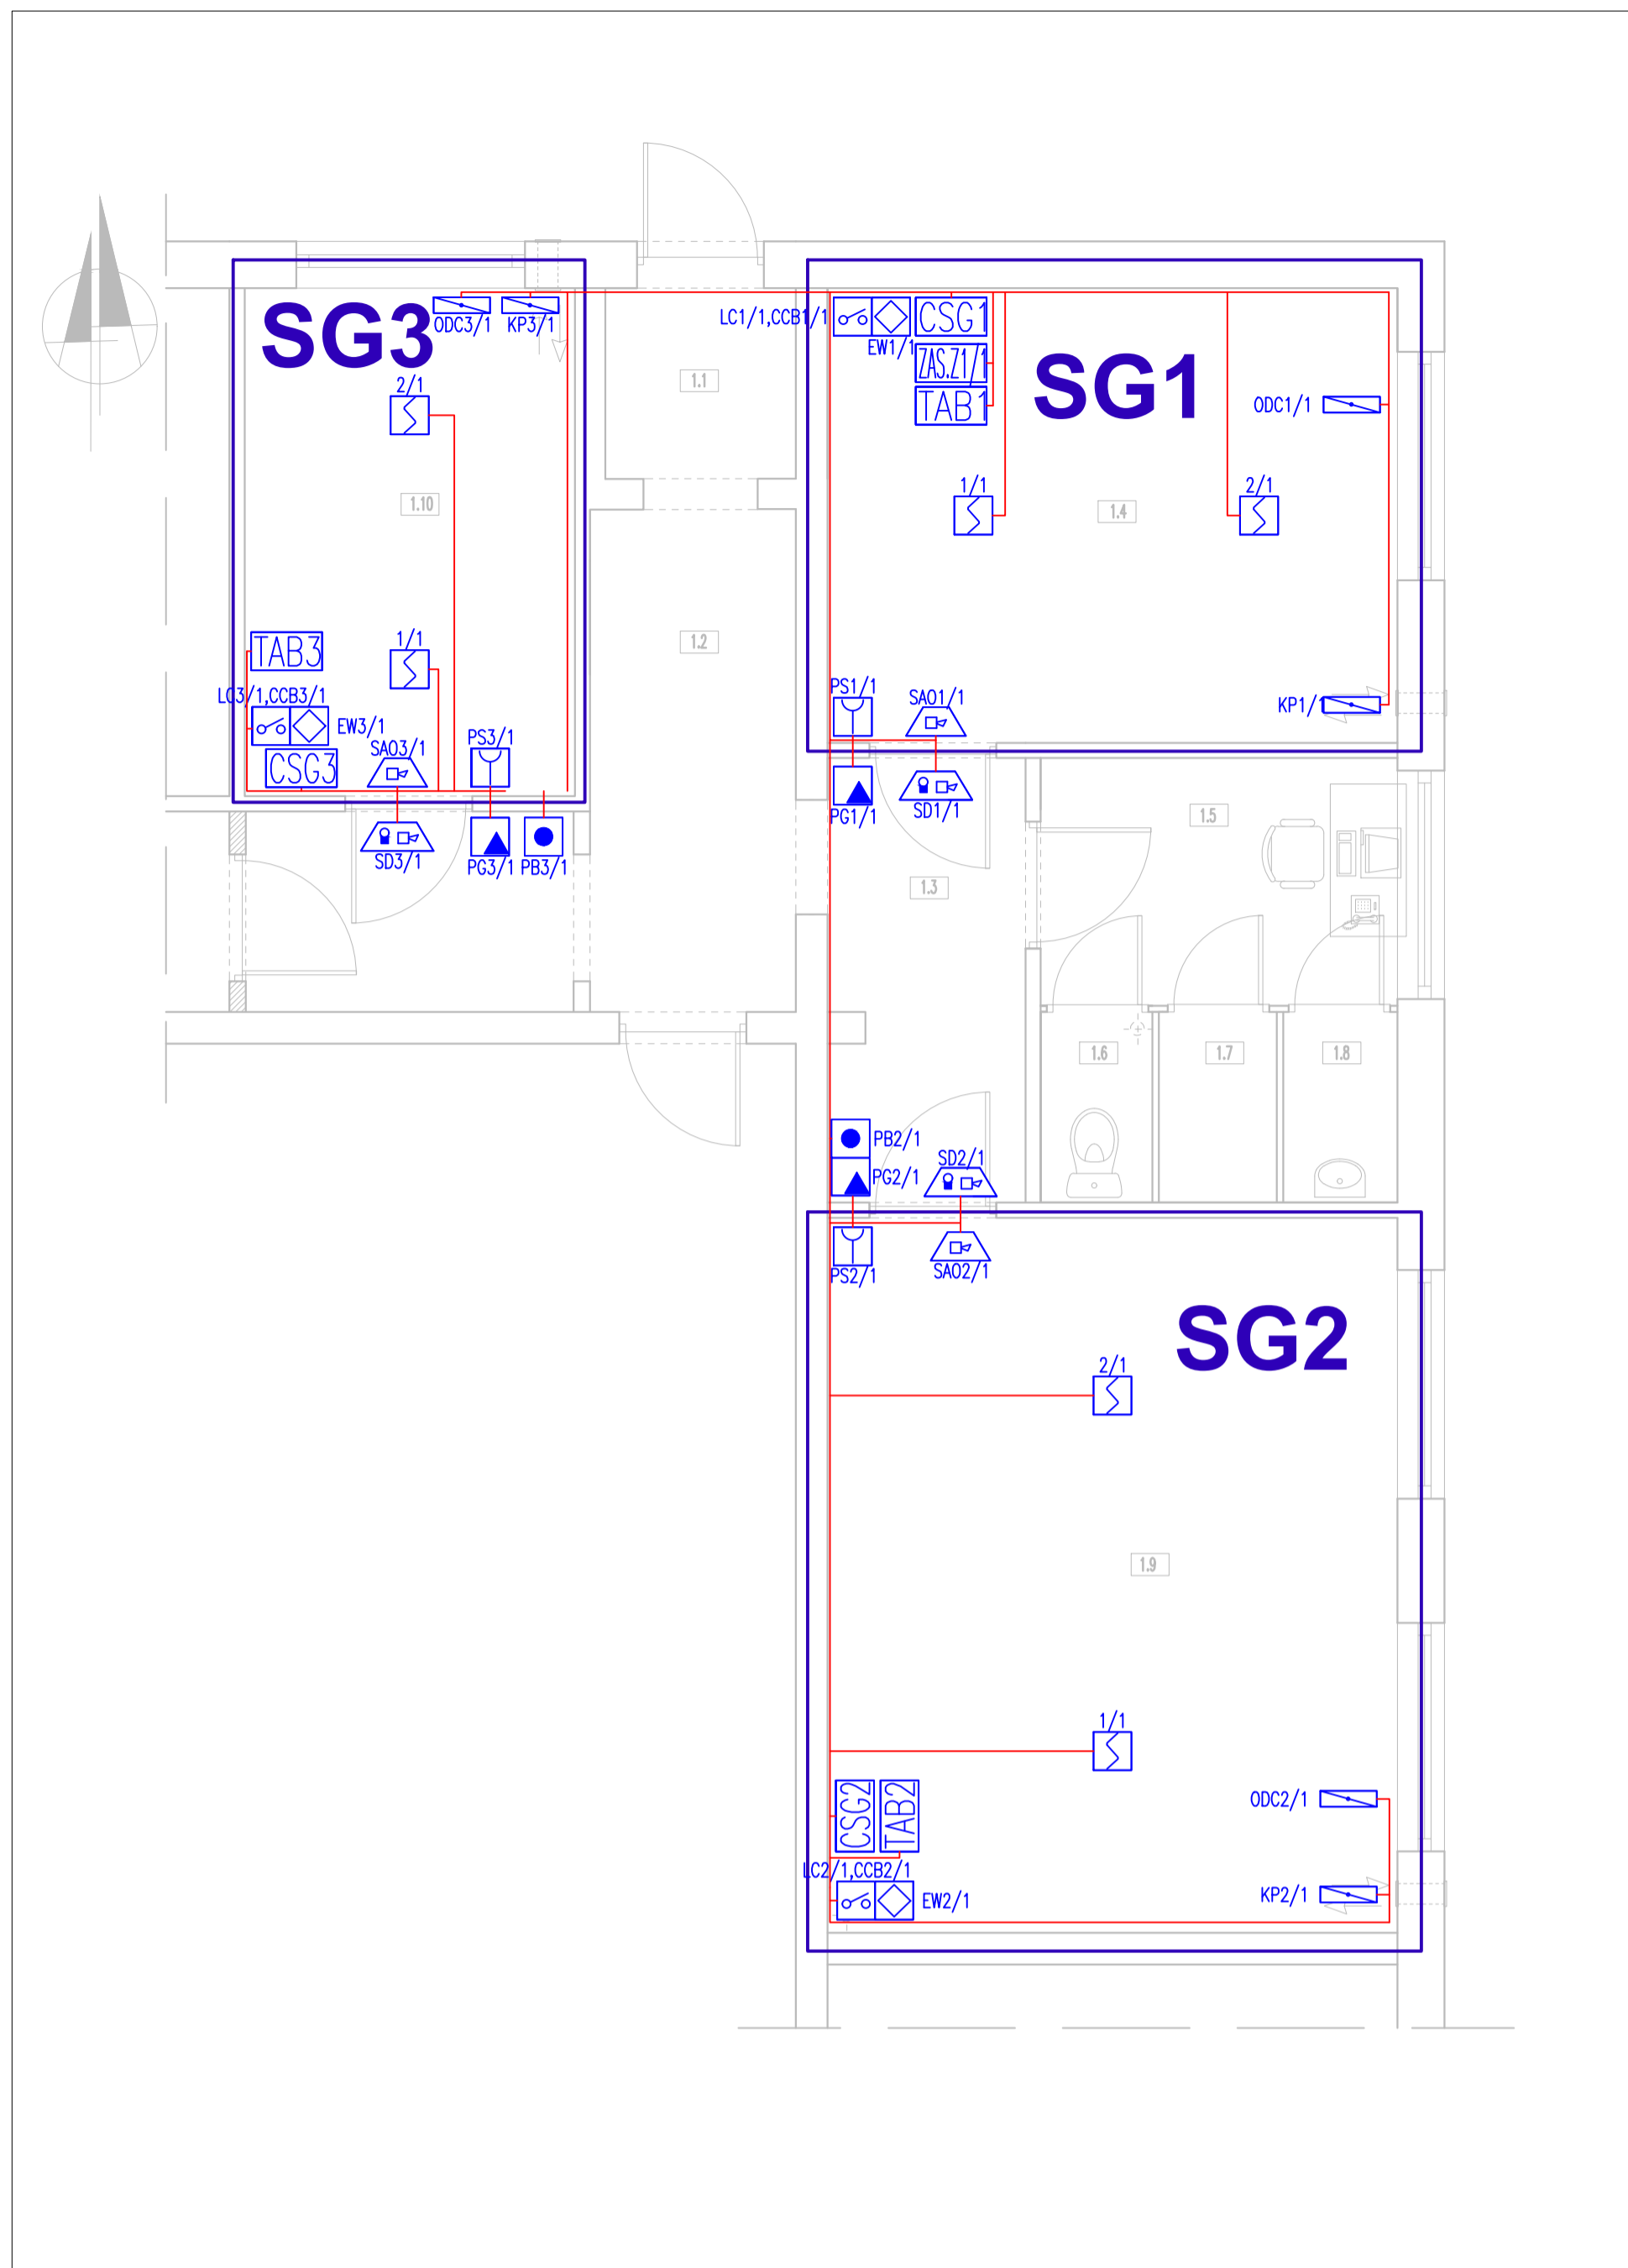 SG3
ODC3/1
KP3/1
2/1
1.10
TAB3
1/1
LC3/1,CCB3/1
EW3/1
CSG3
SAO3/1
PS3/1
SD3/1
PG3/1
PB3/1
1.1
1.2
LC1/1,CCB1/1
EW1/1
CSG1
ZAS.Z1/1
TAB1
SG1
ODC1/1
1/1
2/1
1.4
PS1/1
SAO1/1
KP1/1
PG1/1
SD1/1
1.5
1.3
1.6
1.7
1.8
PB2/1
PG2/1
SD2/1
PS2/1
SAO2/1
SG2
2/1
1.9
1/1
CSG2
TAB2
ODC2/1
LC2/1,CCB2/1
EW2/1
KP2/1